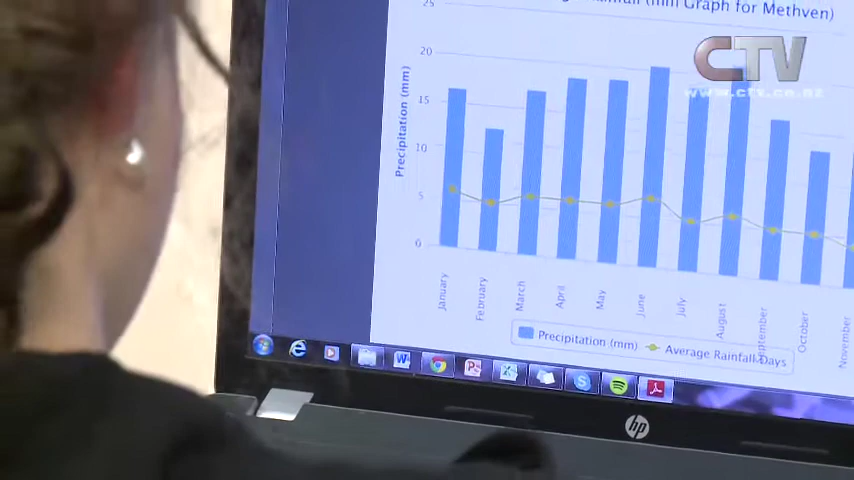 ainfall (mm Graph for Methven)
CTV
www.ctv.co.nz
25
20
15
10
5
0
Precipitation (mm)
January
February
March
April
May
June
July
August
September
October
November
Precipitation (mm)
Average Rainfall Days
hp